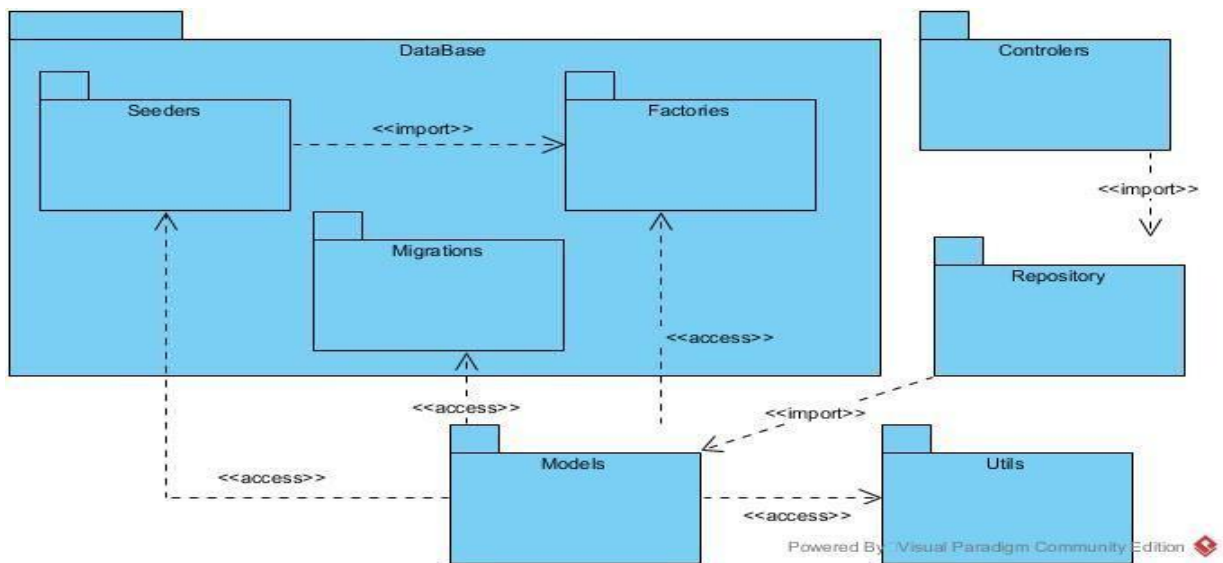 DataBase
Controlers
Seeders
Factories
<<import>>
<<import>>
Migrations
Repository
<<access>>
<<access>>
<<import>>
Models
Utils
<<access>>
<<access>>
Powered By Visual Paradigm Community Edition